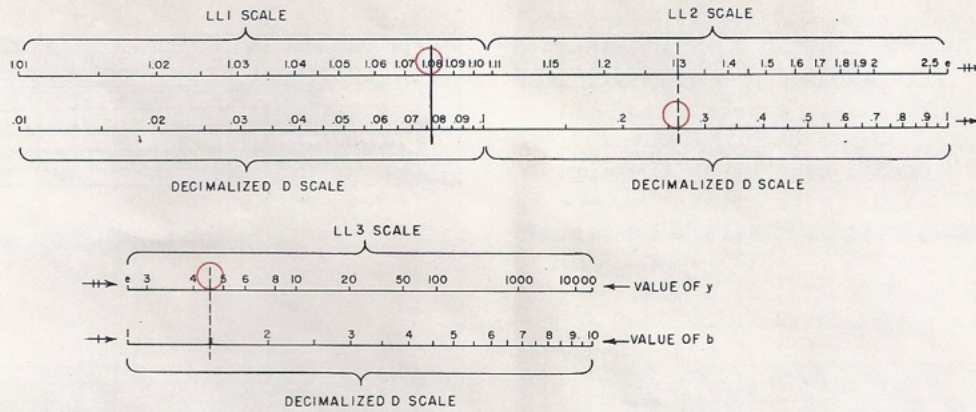 LL1 SCALE
LL2 SCALE
1.01 1.02 1.03 1.04 1.05 1.06 1.07 1.08 1.09 1.10 1.11 1.15 1.2 1.3 1.4 1.5 1.6 1.7 1.8 1.9 2 2.5 e
.01 .02 .03 .04 .05 .06 .07 .08 .09 .1 .2 .3 .4 .5 .6 .7 .8 .9 1
DECIMALIZED D SCALE
DECIMALIZED D SCALE
LL3 SCALE
e 3 4 5 6 8 10 20 50 100 1000 10000 VALUE OF y
1 2 3 4 5 6 7 8 9 10 VALUE OF b
DECIMALIZED D SCALE